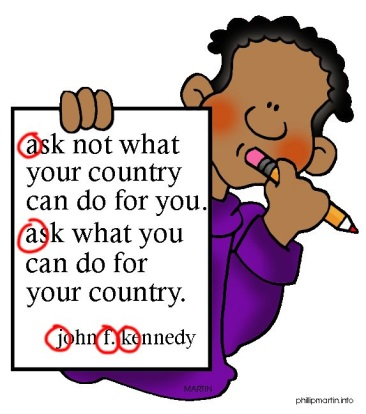 ask not what
your country
can do for you.
ask what you
can do for
your country.
john f. kennedy
MARTIN
philipmartin.info